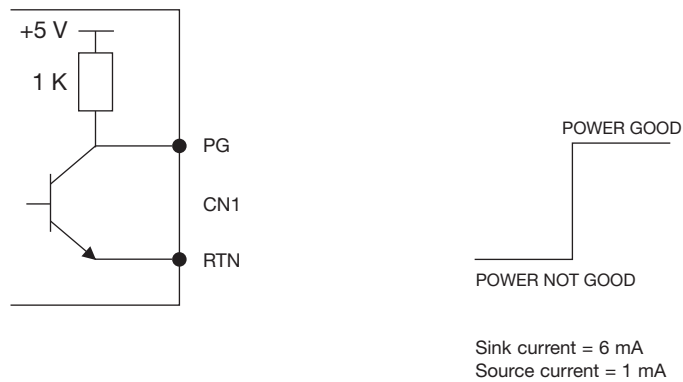 +5 V
1 K
PG
CN1
RTN
POWER GOOD
POWER NOT GOOD
Sink current = 6 mA
Source current = 1 mA